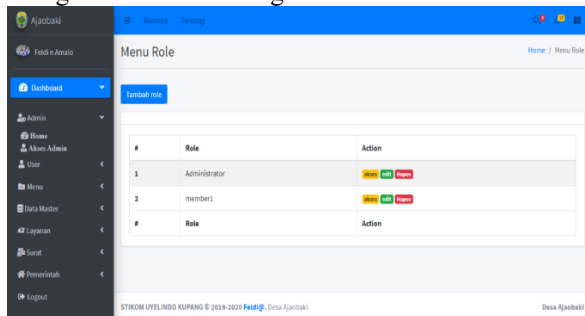 Ajaobaki
Beranda Tentang
Feldi n Amalo
Menu Role
Home / Menu Role
Dashboard
Tambah role
Admin
Home
Akses Admin
User
Menu
Data Master
Layanan
Surat
Pemerintah
Logout
# Role Action
1 Administrator akses edit Hapus
2 member1 akses edit Hapus
# Role Action
STIKOM UYELINDO KUPANG © 2019-2020 Feldi@. Desa Ajaobaki.
Desa Ajaobaki